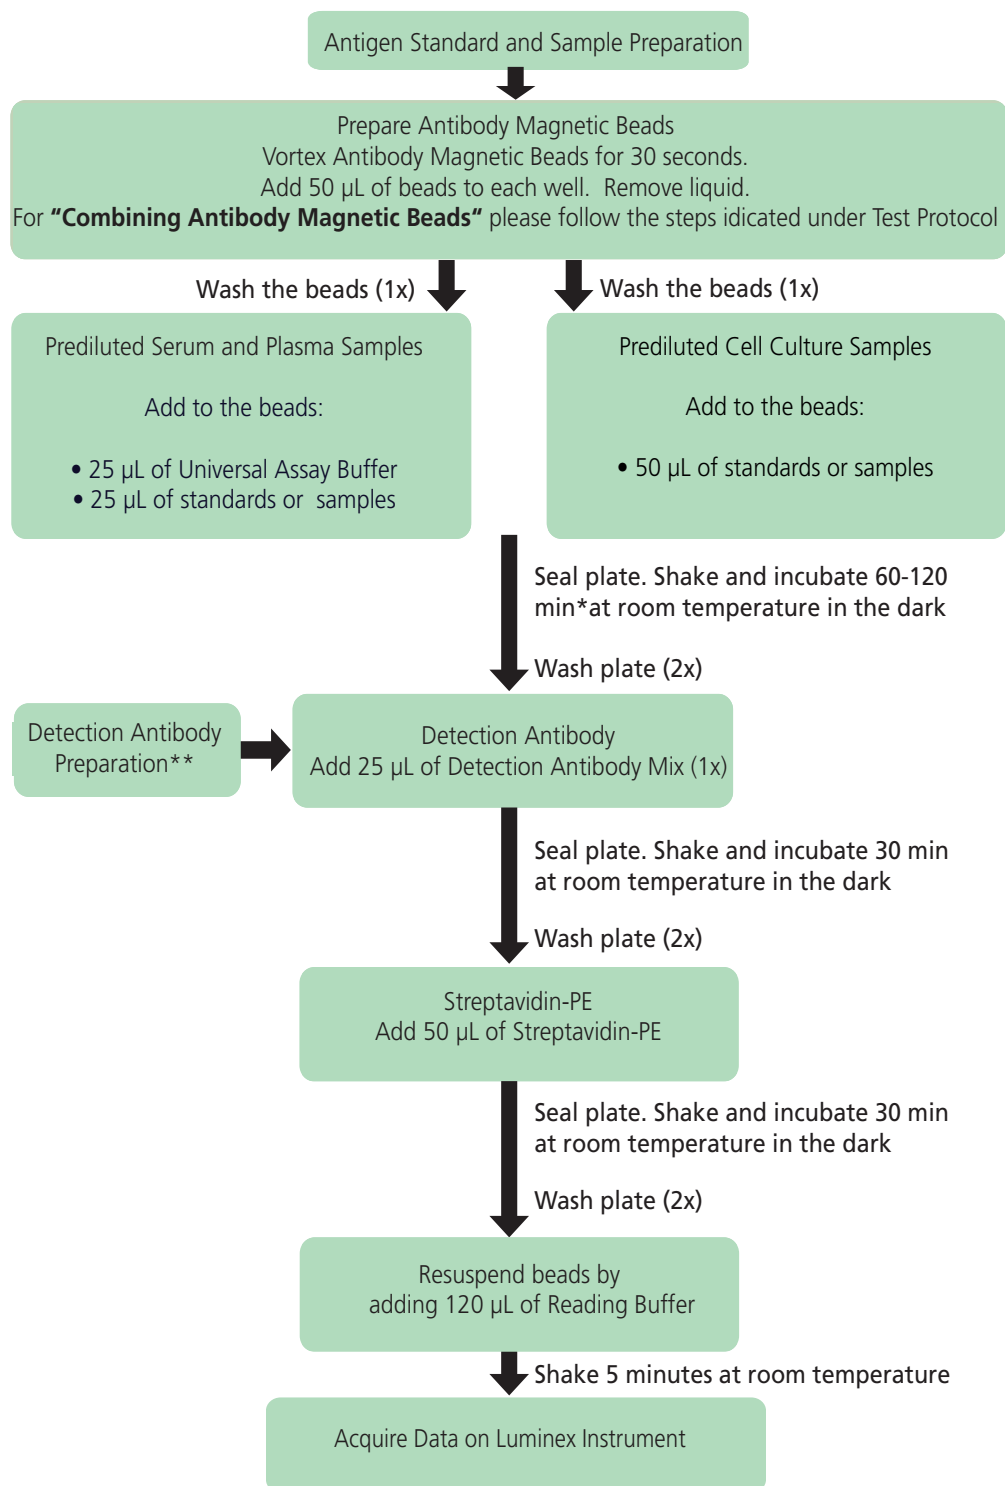 Antigen Standard and Sample Preparation
Prepare Antibody Magnetic Beads
Vortex Antibody Magnetic Beads for 30 seconds.
Add 50 µL of beads to each well.  Remove liquid.
For "Combining Antibody Magnetic Beads" please follow the steps idicated under Test Protocol
Wash the beads (1x)
Wash the beads (1x)
Prediluted Serum and Plasma Samples
Add to the beads:
• 25 µL of Universal Assay Buffer
• 25 µL of standards or  samples
Prediluted Cell Culture Samples
Add to the beads:
• 50 µL of standards or samples
Seal plate. Shake and incubate 60-120
min*at room temperature in the dark
Wash plate (2x)
Detection Antibody
Preparation**
Detection Antibody
Add 25 µL of Detection Antibody Mix (1x)
Seal plate. Shake and incubate 30 min
at room temperature in the dark
Wash plate (2x)
Streptavidin-PE
Add 50 µL of Streptavidin-PE
Seal plate. Shake and incubate 30 min
at room temperature in the dark
Wash plate (2x)
Resuspend beads by
adding 120 µL of Reading Buffer
Shake 5 minutes at room temperature
Acquire Data on Luminex Instrument